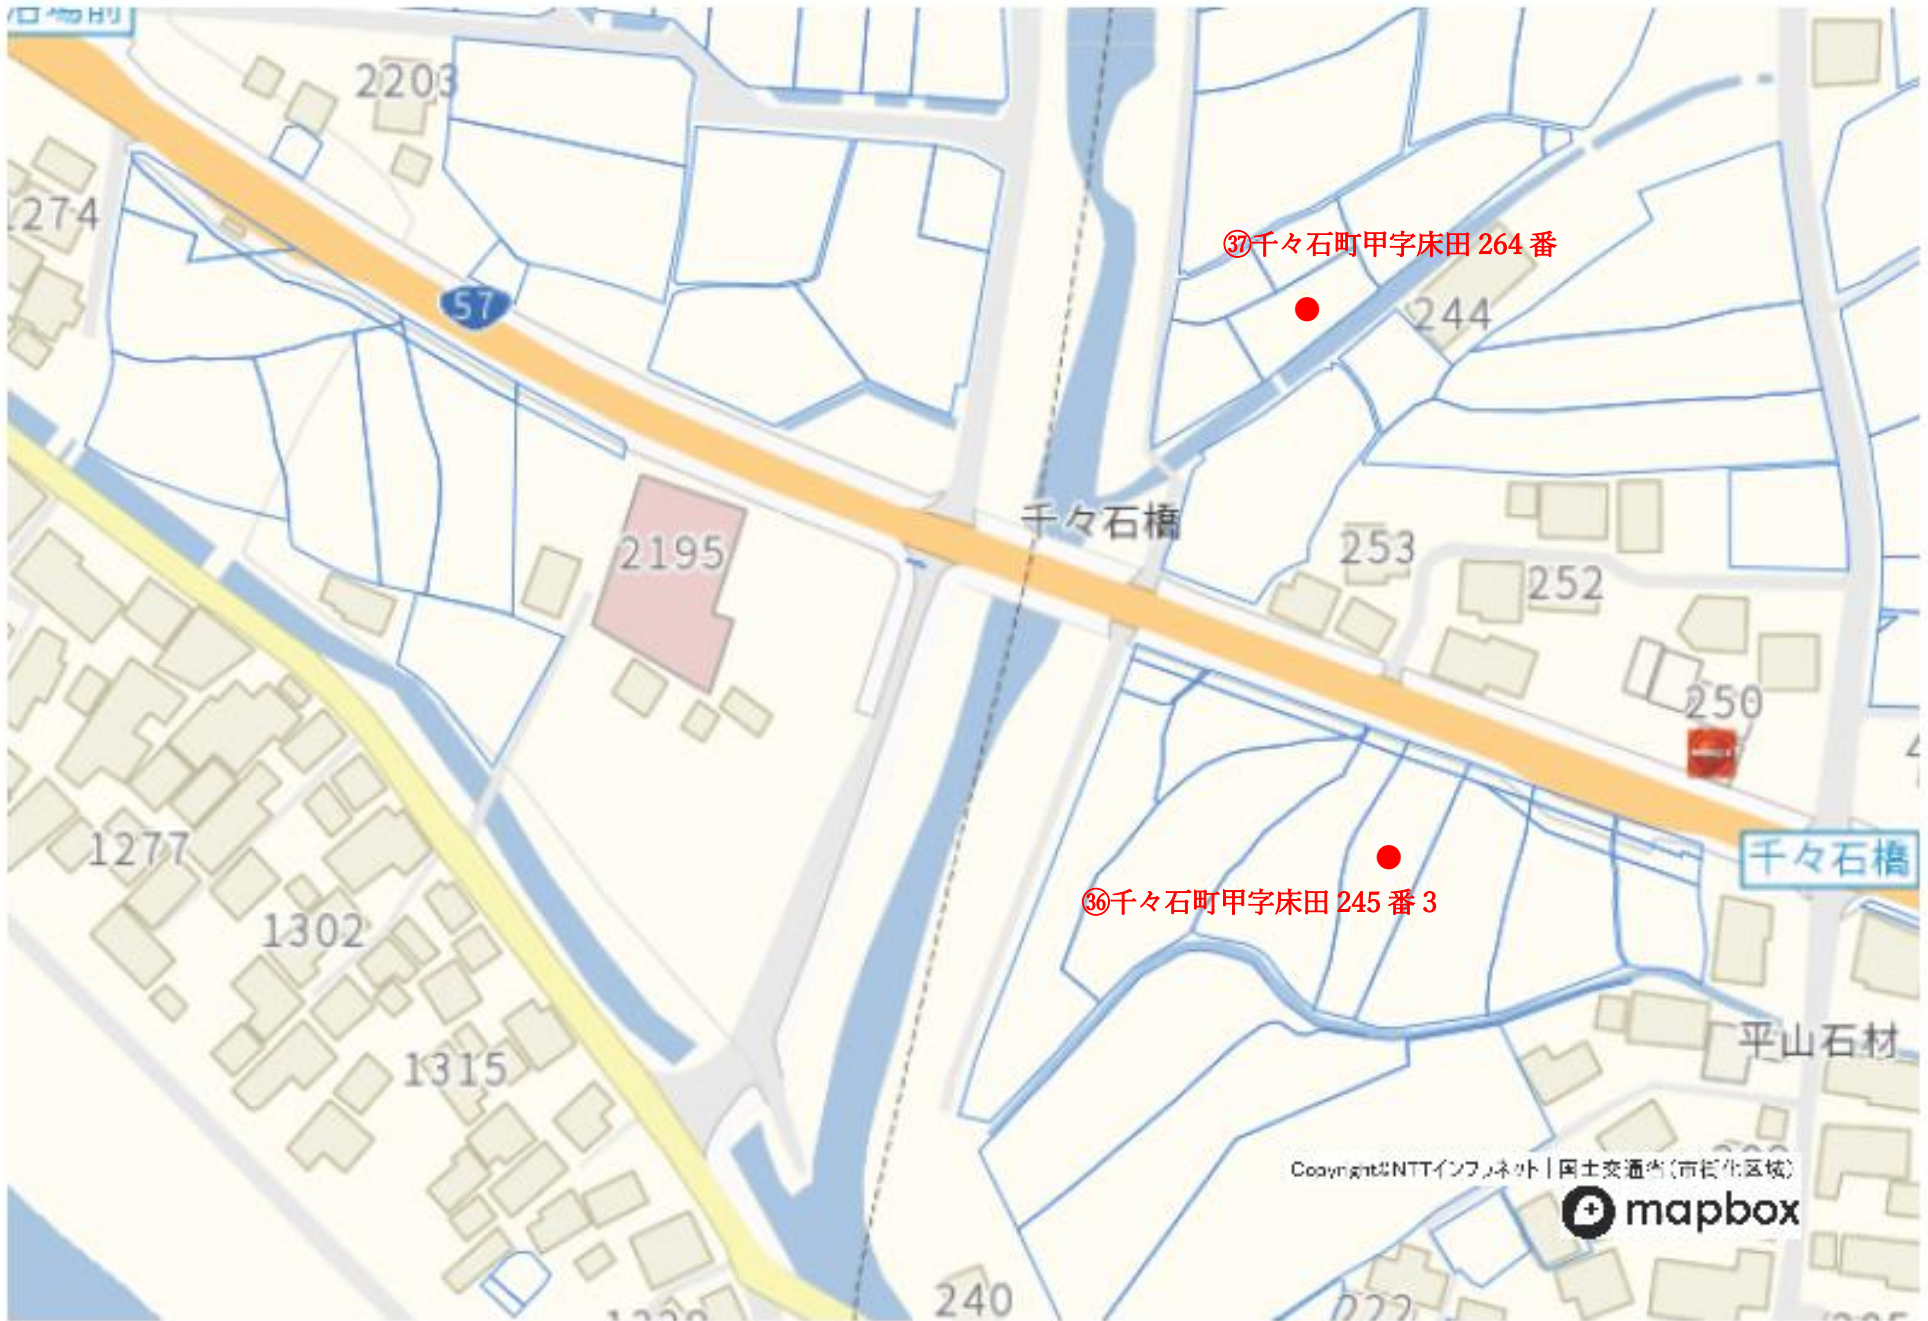 2203
274
㊲千々石町甲字床田 264 番
57
244
千々石橋
2195
253
252
250
千々石橋
1277
㊱千々石町甲字床田 245 番 3
1302
平山石材
1315
Copyright©NTTインフラネット | 国土交通省(市街化区域)
mapbox
240
222